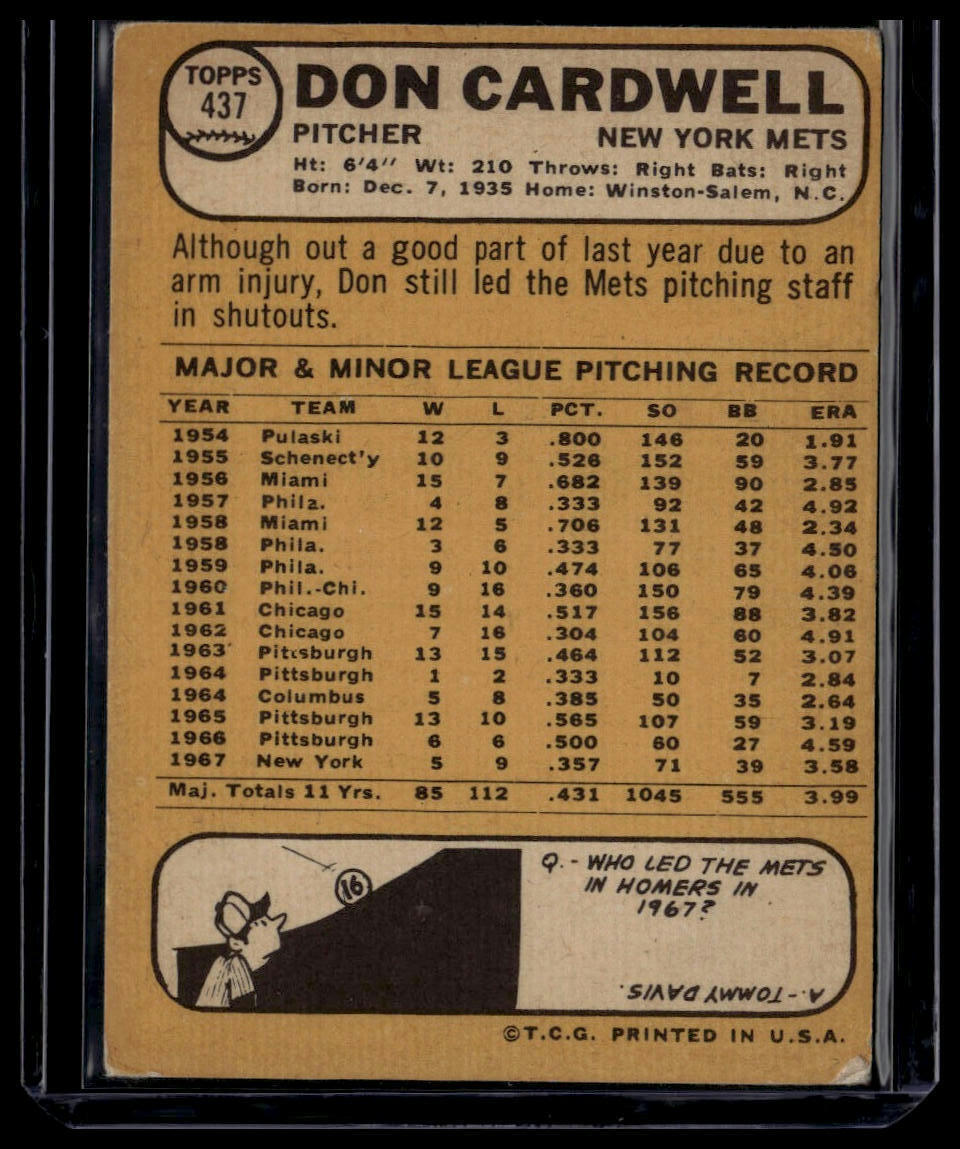 TOPPS
437
DON CARDWELL
PITCHER NEW YORK METS
Ht: 6'4" Wt: 210 Throws: Right Bats: Right
Born: Dec. 7, 1935 Home: Winston-Salem, N.C.
Although out a good part of last year due to an
arm injury, Don still led the Mets pitching staff
in shutouts.
MAJOR & MINOR LEAGUE PITCHING RECORD
YEAR TEAM W L PCT. SO BB ERA
1954 Pulaski 12 3 .800 146 20 1.91
1955 Schenect'y 10 9 .526 152 59 3.77
1956 Miami 15 7 .682 139 90 2.85
1957 Phila. 4 8 .333 92 42 4.92
1958 Miami 12 5 .706 131 48 2.34
1958 Phila. 3 6 .333 77 37 4.50
1959 Phila. 9 10 .474 106 65 4.06
1960 Phil.-Chi. 9 16 .360 150 79 4.39
1961 Chicago 15 14 .517 156 88 3.82
1962 Chicago 7 16 .304 104 60 4.91
1963 Pittsburgh 13 15 .464 112 52 3.07
1964 Pittsburgh 1 2 .333 10 7 2.84
1964 Columbus 5 8 .385 50 35 2.64
1965 Pittsburgh 13 10 .565 107 59 3.19
1966 Pittsburgh 6 6 .500 60 27 4.59
1967 New York 5 9 .357 71 39 3.58
Maj. Totals 11 Yrs. 85 112 .431 1045 555 3.99
16
Q.- WHO LED THE METS
IN HOMERS IN
1967?
A.- TOMMY DAVIS.
©T.C.G. PRINTED IN U.S.A.